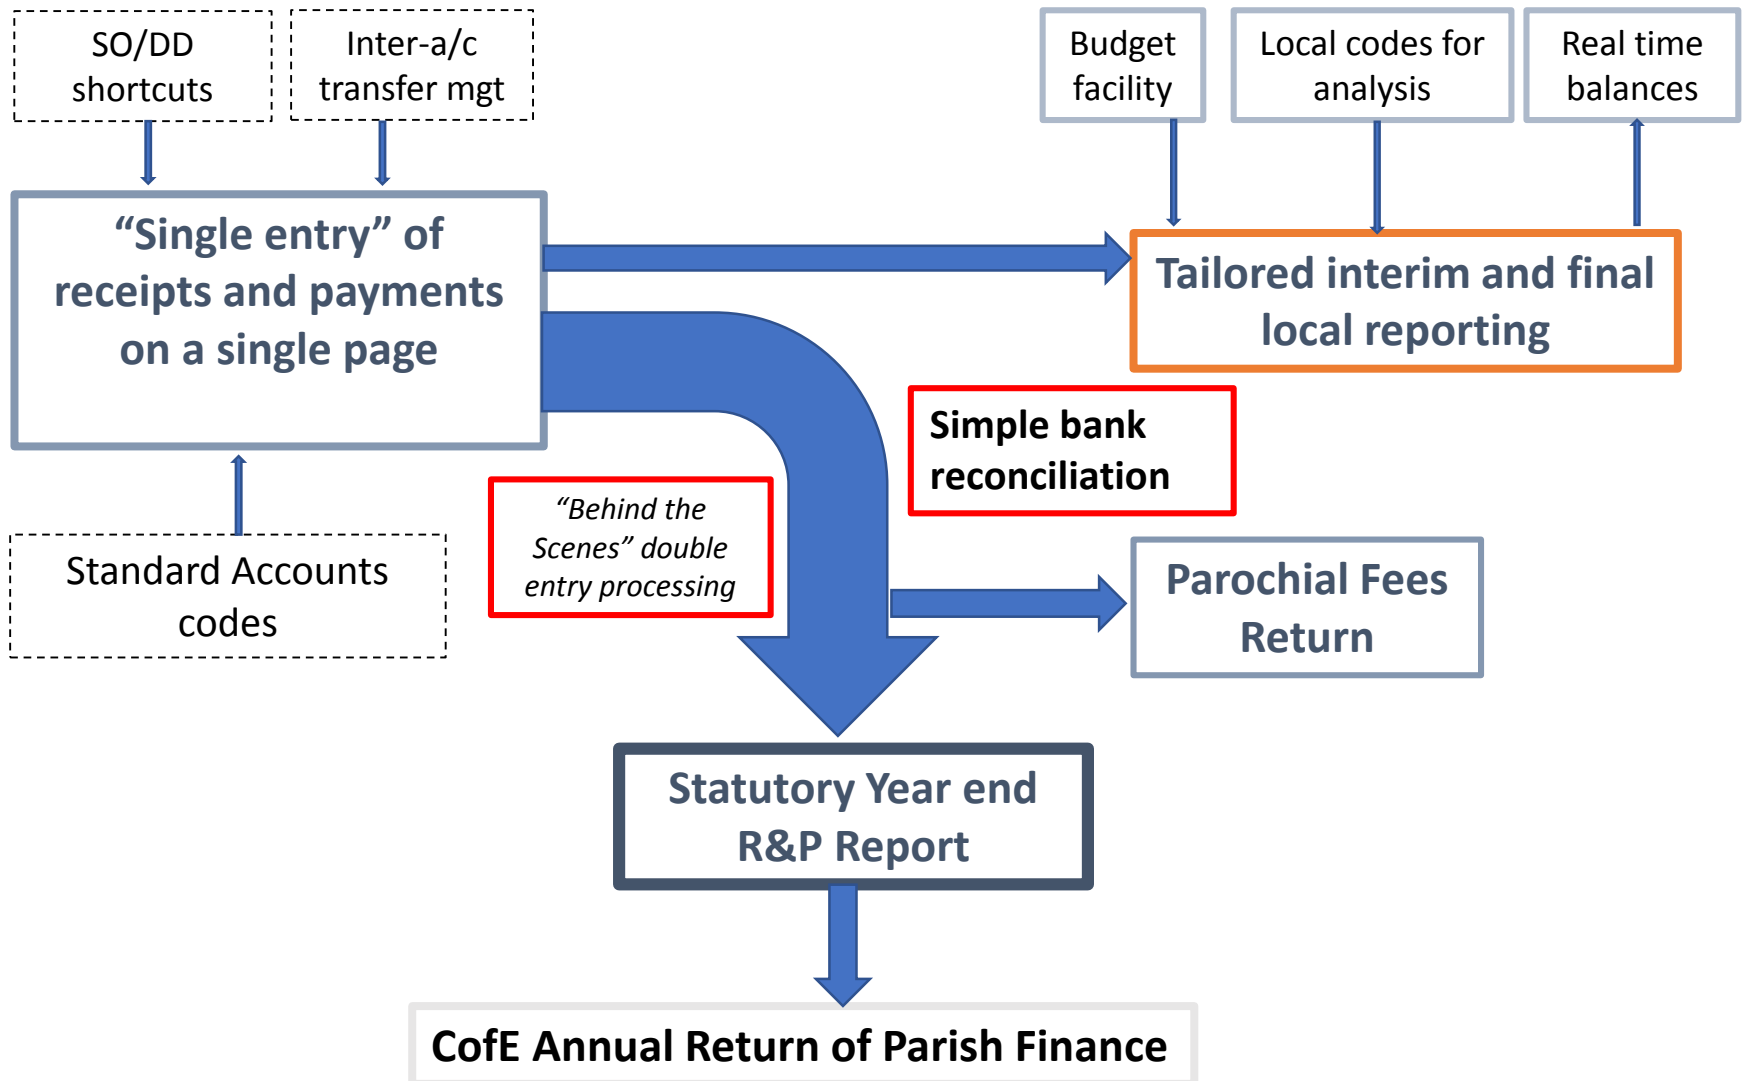 SO/DD
shortcuts
Inter-a/c
transfer mgt
Budget
facility
Local codes for
analysis
Real time
balances
“Single entry” of
receipts and payments
on a single page
Tailored interim and final
local reporting
Simple bank
reconciliation
“Behind the
Scenes” double
entry processing
Standard Accounts
codes
Parochial Fees
Return
Statutory Year end
R&P Report
CofE Annual Return of Parish Finance